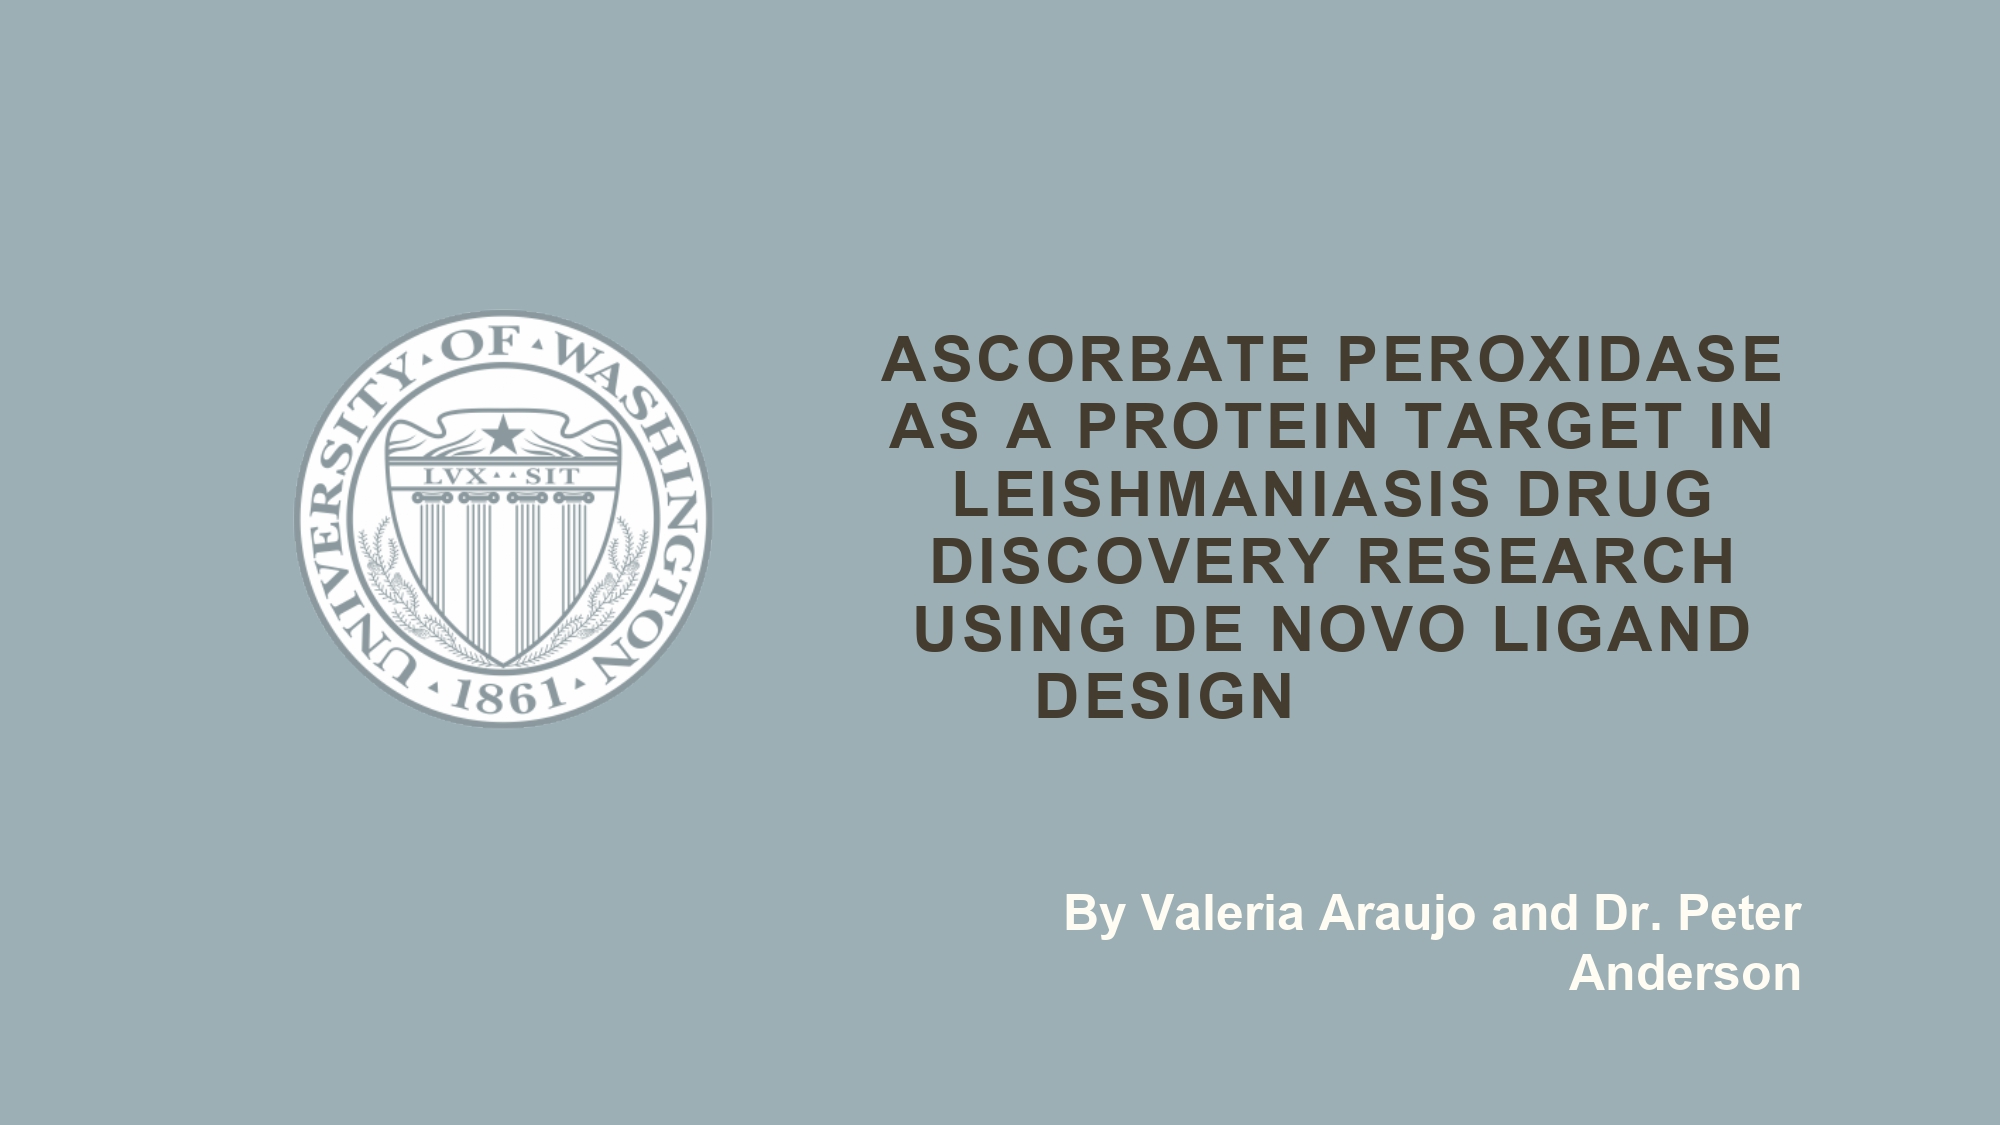 UNIVERSITY · OF · WASHINGTON · 1861 ·
LVX SIT
ASCORBATE PEROXIDASE
AS A PROTEIN TARGET IN
LEISHMANIASIS DRUG
DISCOVERY RESEARCH
USING DE NOVO LIGAND
DESIGN
By Valeria Araujo and Dr. Peter
Anderson